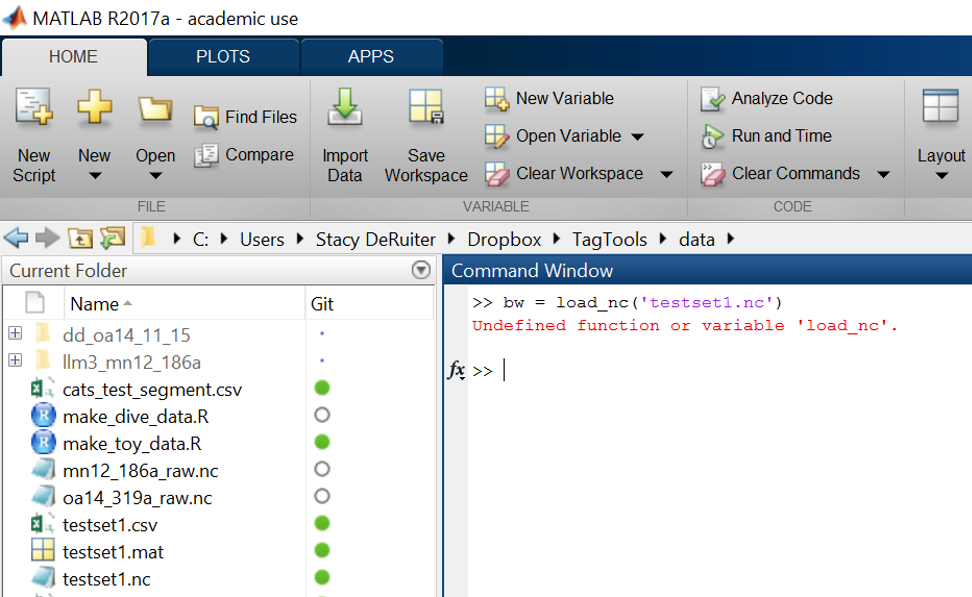 MATLAB R2017a - academic use
HOME PLOTS APPS
New Script
New
Open
Find Files
Compare
FILE
Import Data
Save Workspace
New Variable
Open Variable
Clear Workspace
VARIABLE
Analyze Code
Run and Time
Clear Commands
CODE
Layout
C: Users Stacy DeRuiter Dropbox TagTools data
Current Folder
Name Git
dd_oa14_11_15
llm3_mn12_186a
cats_test_segment.csv
make_dive_data.R
make_toy_data.R
mn12_186a_raw.nc
oa14_319a_raw.nc
testset1.csv
testset1.mat
testset1.nc
Command Window
>> bw = load_nc('testset1.nc')
Undefined function or variable 'load_nc'.
fx >>